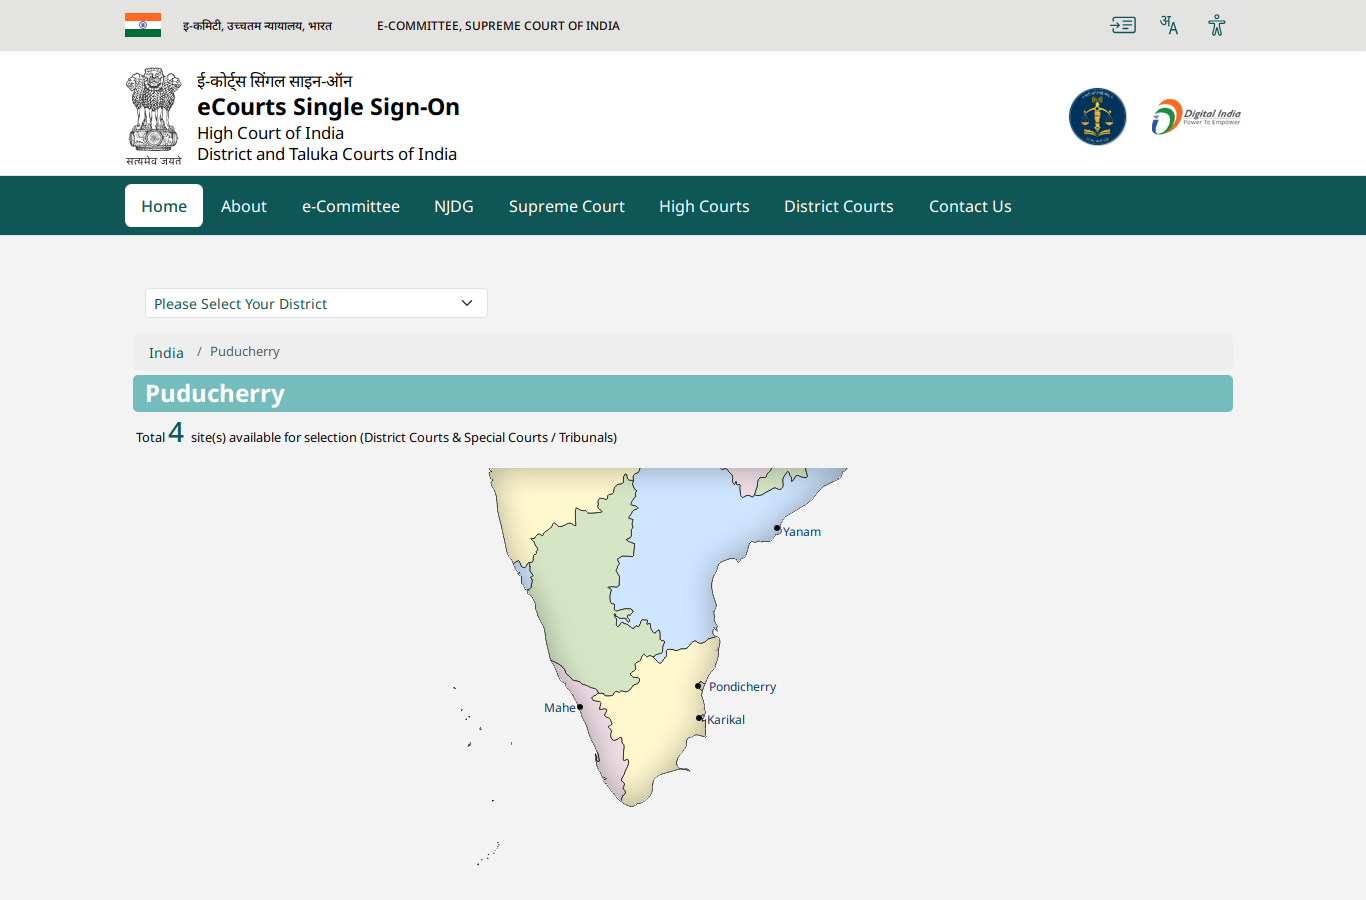 इ-कमिटी, उच्चतम न्यायालय, भारत E-COMMITTEE, SUPREME COURT OF INDIA
अ A
ई-कोर्ट्स सिंगल साइन-ऑन
eCourts Single Sign-On
High Court of India
District and Taluka Courts of India
सत्यमेव जयते
Digital India
Power To Empower
Home About e-Committee NJDG Supreme Court High Courts District Courts Contact Us
Please Select Your District
India / Puducherry
Puducherry
Total 4 site(s) available for selection (District Courts & Special Courts / Tribunals)
Yanam
Pondicherry
Mahe
Karikal